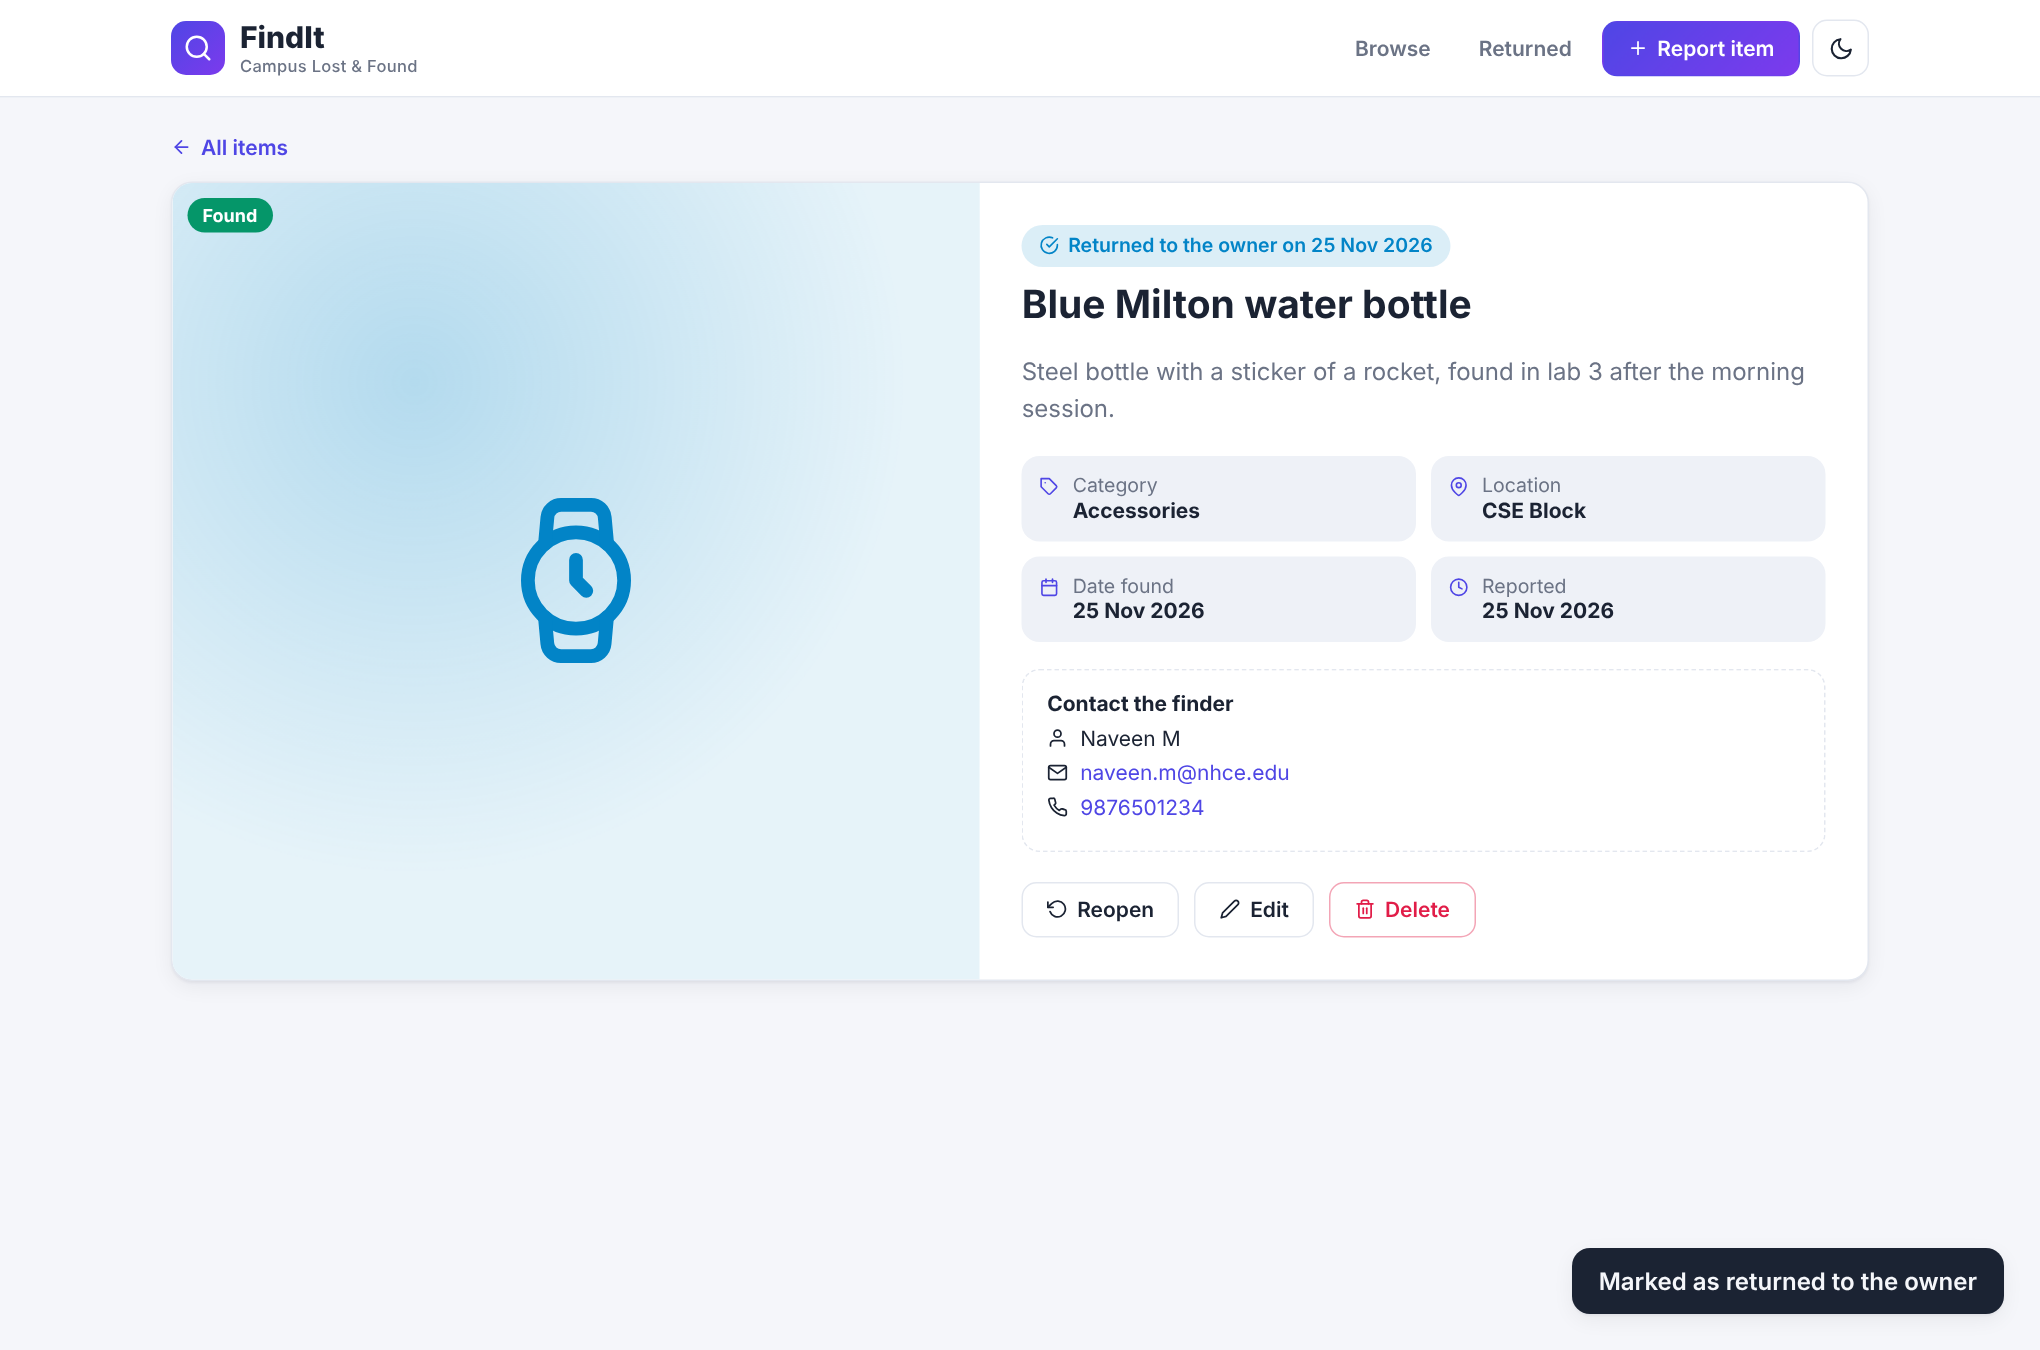 FindIt
Campus Lost & Found
Browse
Returned
Report item
All items
Found
Returned to the owner on 25 Nov 2026
Blue Milton water bottle
Steel bottle with a sticker of a rocket, found in lab 3 after the morning
session.
Category
Accessories
Location
CSE Block
Date found
25 Nov 2026
Reported
25 Nov 2026
Contact the finder
Naveen M
naveen.m@nhce.edu
9876501234
Reopen
Edit
Delete
Marked as returned to the owner